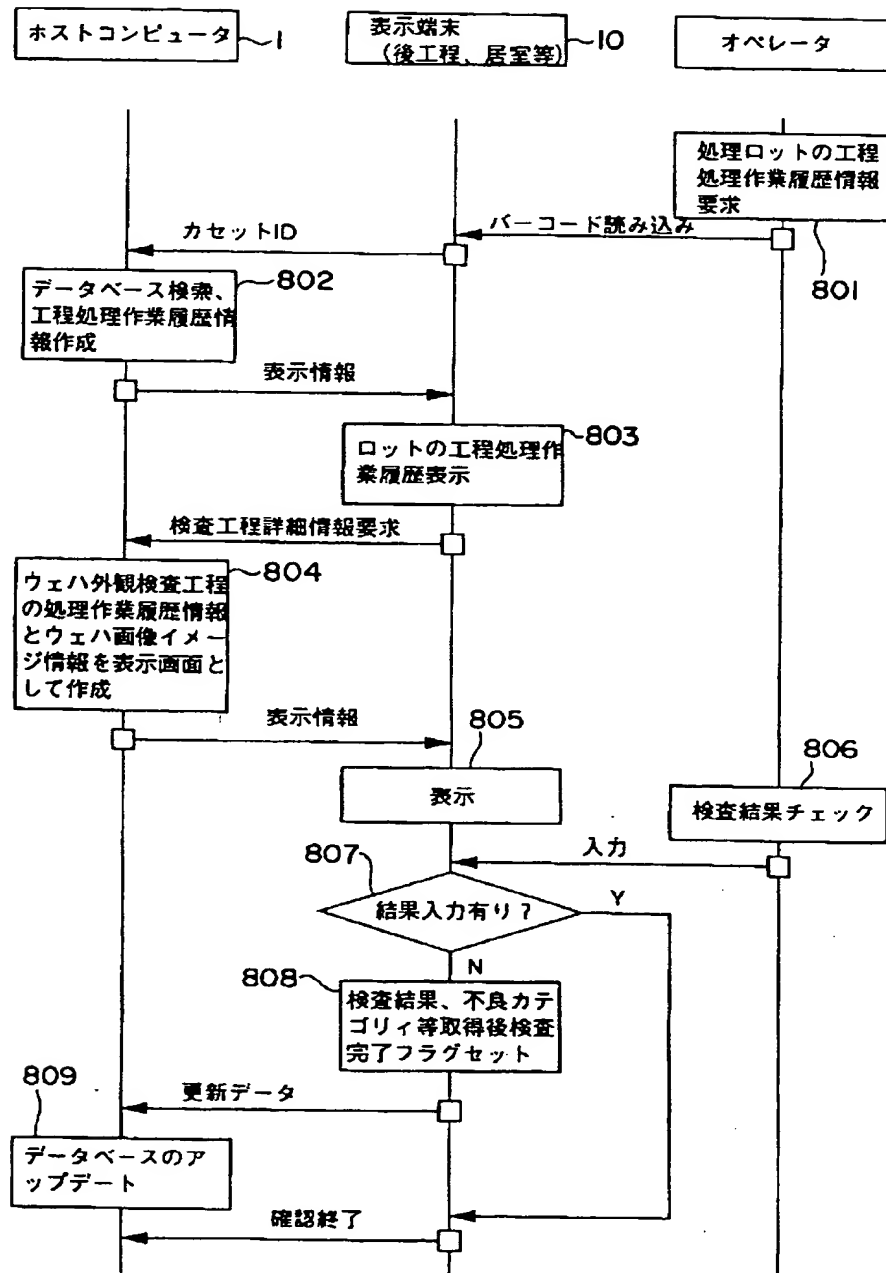 ホストコンピュータ
1
表示端末
(後工程、居室等)
10
オペレータ
処理ロットの工程
処理作業履歴情報
要求
801
バーコード読み込み
カセットID
データベース検索、
工程処理作業履歴情
報作成
802
表示情報
ロットの工程処理作
業履歴表示
803
検査工程詳細情報要求
ウェハ外観検査工程
の処理作業履歴情報
とウェハ画像イメー
ジ情報を表示画面と
して作成
804
表示情報
805
表示
806
検査結果チェック
入力
807
結果入力有り?
Y
N
808
検査結果、不良カテ
ゴリィ等取得後検査
完了フラグセット
更新データ
809
データベースのア
ップデート
確認終了